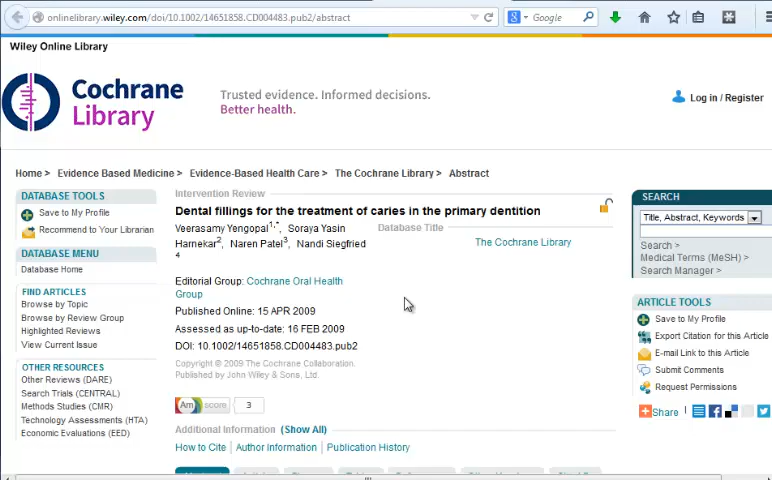 onlinelibrary.wiley.com/doi/10.1002/14651858.CD004483.pub2/abstract
Google
Wiley Online Library
Cochrane
Library
Trusted evidence. Informed decisions.
Better health.
Log in / Register
Home > Evidence Based Medicine > Evidence-Based Health Care > The Cochrane Library > Abstract
DATABASE TOOLS
Save to My Profile
Recommend to Your Librarian
DATABASE MENU
Database Home
FIND ARTICLES
Browse by Topic
Browse by Review Group
Highlighted Reviews
View Current Issue
OTHER RESOURCES
Other Reviews (DARE)
Search Trials (CENTRAL)
Methods Studies (CMR)
Technology Assessments (HTA)
Economic Evaluations (EED)
Intervention Review
Dental fillings for the treatment of caries in the primary dentition
Veerasamy Yengopal1,*, Soraya Yasin
Harnekar2, Naren Patel3, Nandi Siegfried
4
Database Title
The Cochrane Library
Editorial Group: Cochrane Oral Health
Group
Published Online: 15 APR 2009
Assessed as up-to-date: 16 FEB 2009
DOI: 10.1002/14651858.CD004483.pub2
Copyright © 2009 The Cochrane Collaboration.
Published by John Wiley & Sons, Ltd.
Am score 3
Additional Information (Show All)
How to Cite Author Information Publication History
SEARCH
Title, Abstract, Keywords
Search >
Medical Terms (MeSH) >
Search Manager >
ARTICLE TOOLS
Save to My Profile
Export Citation for this Article
E-mail Link to this Article
Submit Comments
Request Permissions
Share